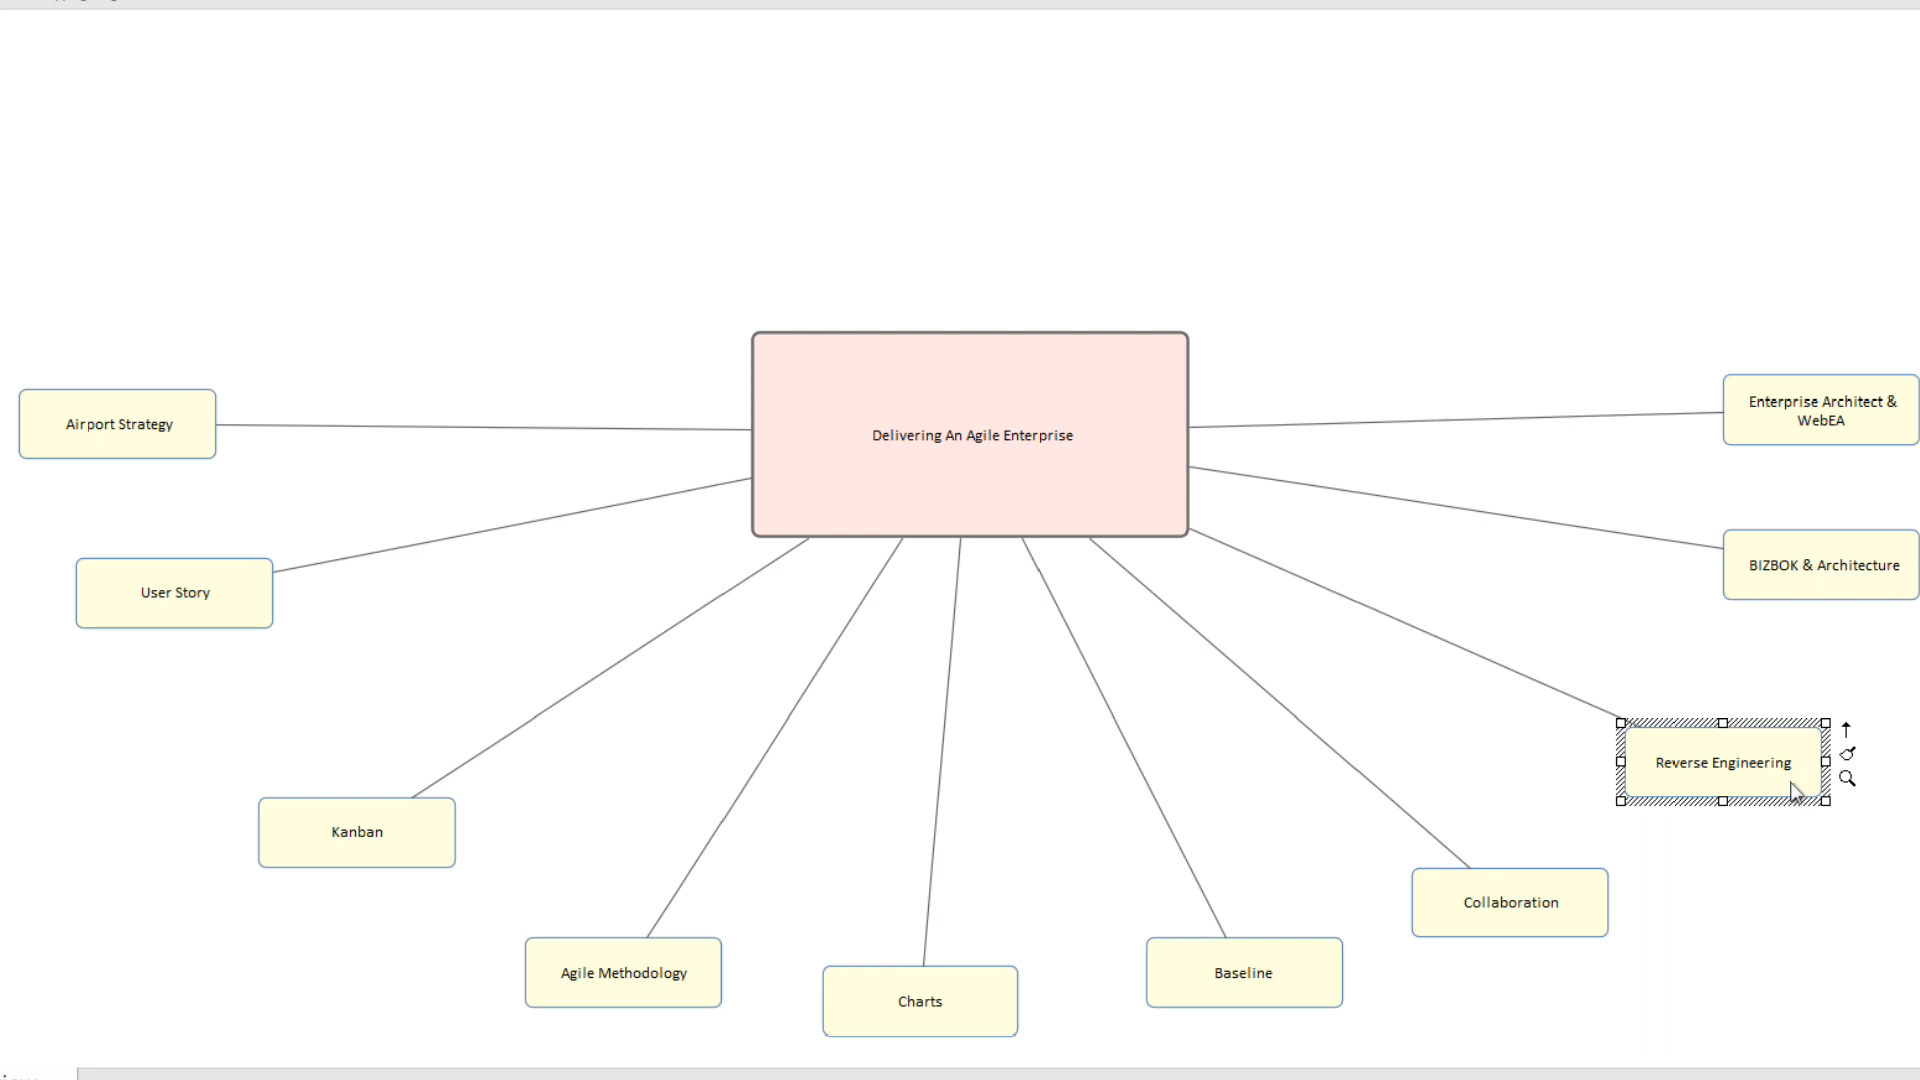 Delivering An Agile Enterprise
Airport Strategy
Enterprise Architect &
WebEA
User Story
BIZBOK & Architecture
Reverse Engineering
Kanban
Collaboration
Agile Methodology
Baseline
Charts